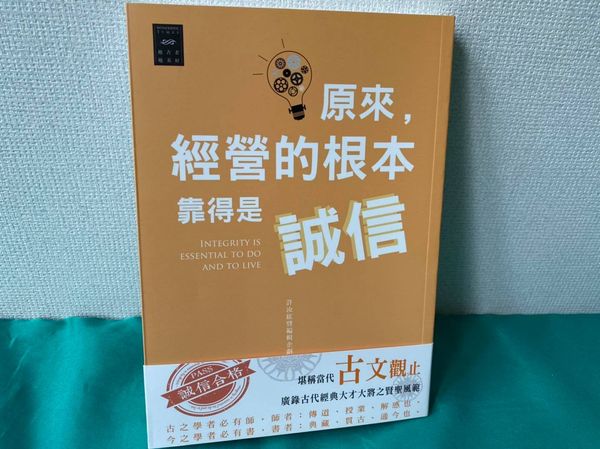 原來,
經營的根本
靠得是
誠信
INTEGRITY IS
ESSENTIAL TO DO
AND TO LIVE
PASS
誠信合格
堪稱當代 古文觀止
廣錄古代經典大才大將之賢聖風範
古之學者必有師,師者:傳道、授業、解惑也,
今之學者必有書,書者:典藏、質古、通今也,